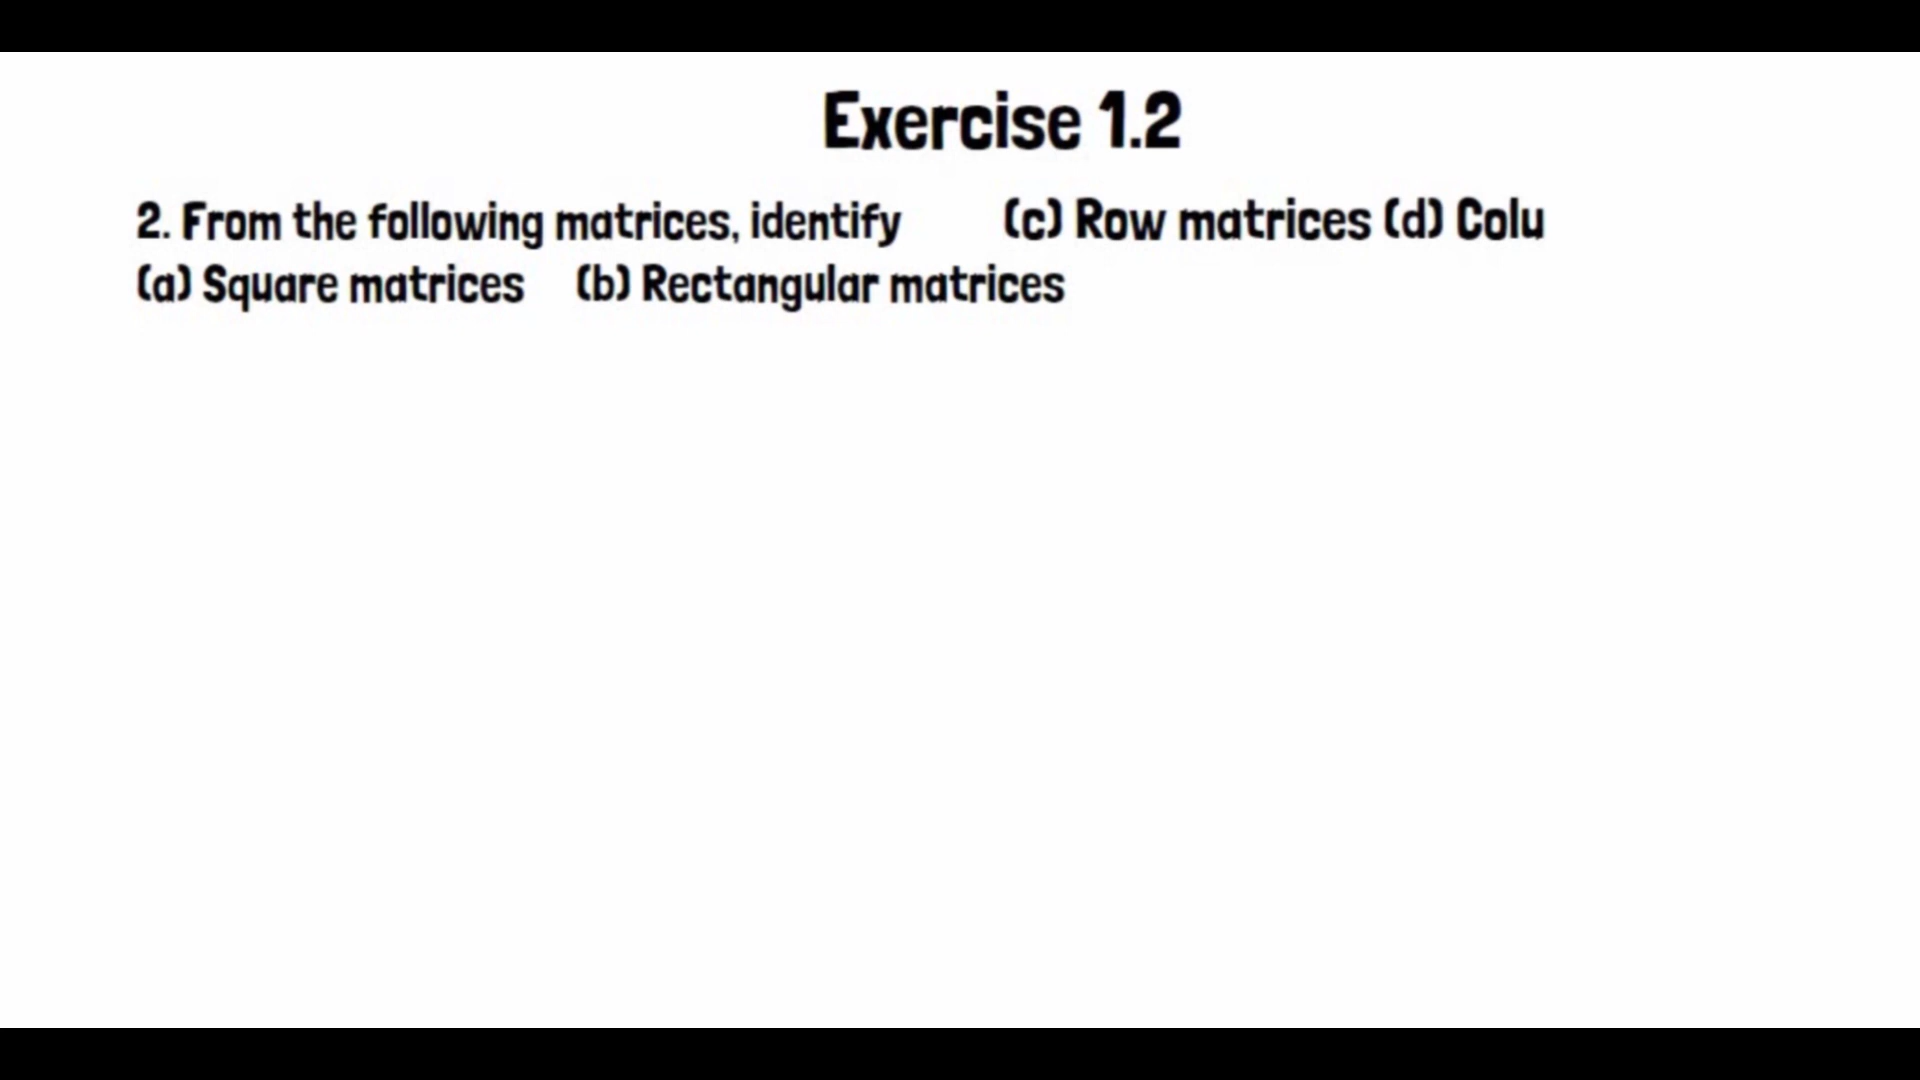 Exercise 1.2
2. From the following matrices, identify (c) Row matrices (d) Colu
(a) Square matrices (b) Rectangular matrices